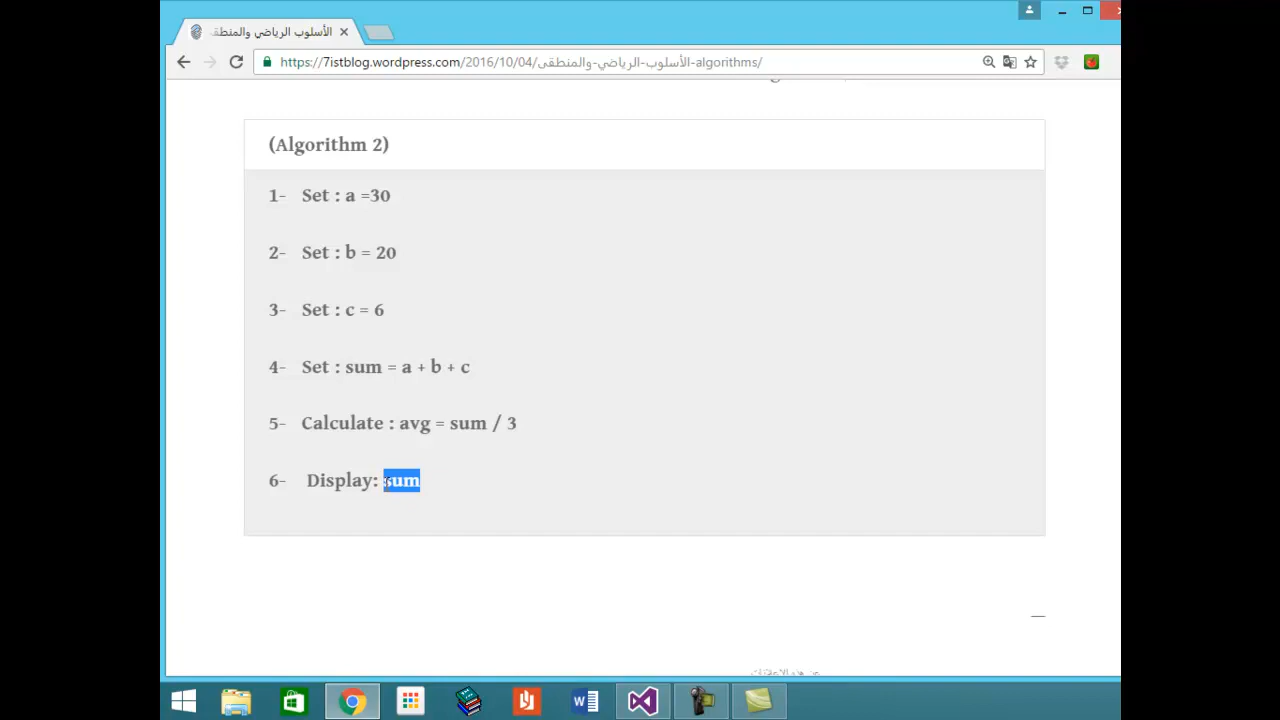 الأسلوب الرياضي والمنطق
https://7istblog.wordpress.com/2016/10/04/الأسلوب-الرياضي-والمنطقى-algorithms/
(Algorithm 2)
1- Set : a =30
2- Set : b = 20
3- Set : c = 6
4- Set : sum = a + b + c
5- Calculate : avg = sum / 3
6- Display: sum